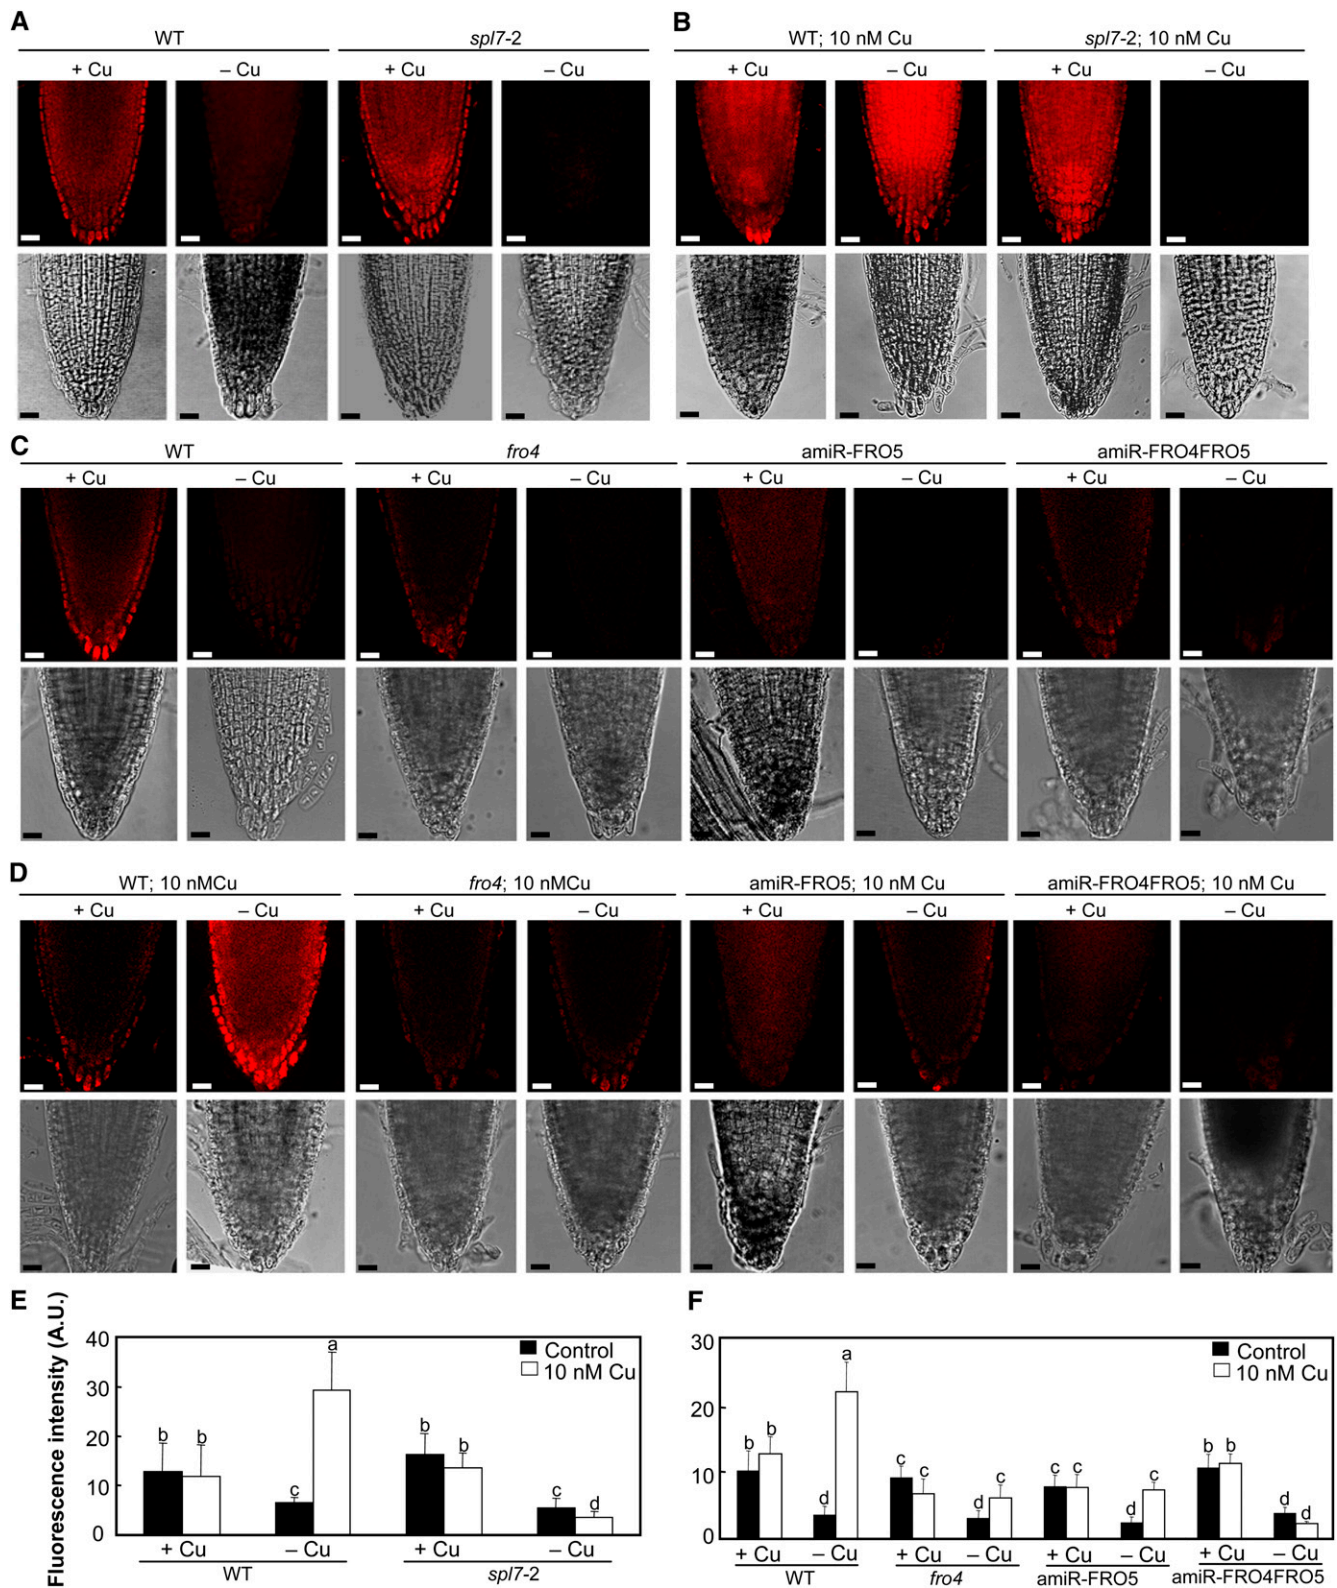 A
WT
spl7-2
+ Cu
– Cu
+ Cu
– Cu
B
WT; 10 nM Cu
spl7-2; 10 nM Cu
+ Cu
– Cu
+ Cu
– Cu
C
WT
fro4
amiR-FRO5
amiR-FRO4FRO5
+ Cu
– Cu
+ Cu
– Cu
+ Cu
– Cu
+ Cu
– Cu
D
WT; 10 nMCu
fro4; 10 nMCu
amiR-FRO5; 10 nM Cu
amiR-FRO4FRO5; 10 nM Cu
+ Cu
– Cu
+ Cu
– Cu
+ Cu
– Cu
+ Cu
– Cu
E
Fluorescence intensity (A.U.)
40
30
20
10
0
Control
10 nM Cu
b
b
c
a
b
b
c
d
+ Cu
– Cu
+ Cu
– Cu
WT
spl7-2
F
30
20
10
0
Control
10 nM Cu
b
b
d
a
c
c
d
c
c
c
d
c
b
b
d
d
+ Cu
– Cu
+ Cu
– Cu
+ Cu
– Cu
+ Cu
– Cu
WT
fro4
amiR-FRO5
amiR-FRO4FRO5